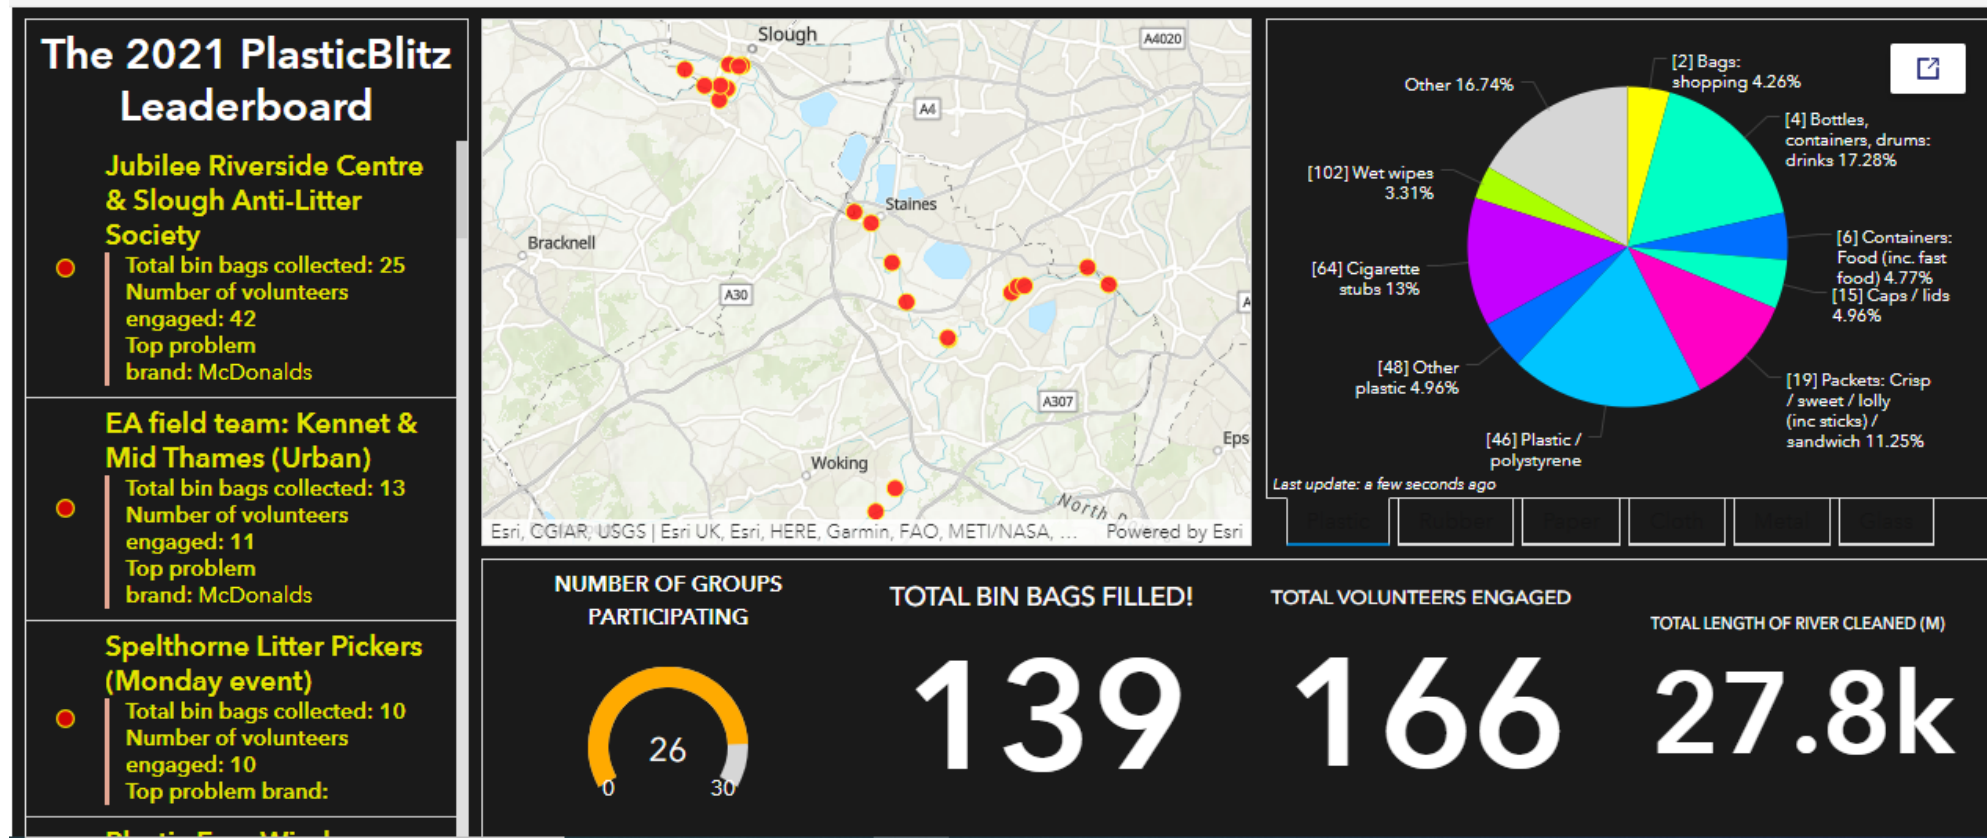 The 2021 PlasticBlitz
Leaderboard
Jubilee Riverside Centre
& Slough Anti-Litter
Society
Total bin bags collected: 25
Number of volunteers
engaged: 42
Top problem
brand: McDonalds
EA field team: Kennet &
Mid Thames (Urban)
Total bin bags collected: 13
Number of volunteers
engaged: 11
Top problem
brand: McDonalds
Spelthorne Litter Pickers
(Monday event)
Total bin bags collected: 10
Number of volunteers
engaged: 10
Top problem brand:
Slough
A4020
A4
Staines
Bracknell
A30
A307
Eps
Woking
North
Esri, CGIAR, USGS | Esri UK, Esri, HERE, Garmin, FAO, METI/NASA, ...
Powered by Esri
[2] Bags:
shopping 4.26%
Other 16.74%
[4] Bottles,
containers, drums:
drinks 17.28%
[102] Wet wipes
3.31%
[6] Containers:
Food (inc. fast
food) 4.77%
[15] Caps / lids
4.96%
[64] Cigarette
stubs 13%
[48] Other
plastic 4.96%
[19] Packets: Crisp
/ sweet / lolly
(inc sticks) /
sandwich 11.25%
[46] Plastic /
polystyrene
Last update: a few seconds ago
Plastic
Rubber
Paper
Cloth
Metal
Glass
NUMBER OF GROUPS
PARTICIPATING
26
0
30
TOTAL BIN BAGS FILLED!
139
TOTAL VOLUNTEERS ENGAGED
166
TOTAL LENGTH OF RIVER CLEANED (M)
27.8k